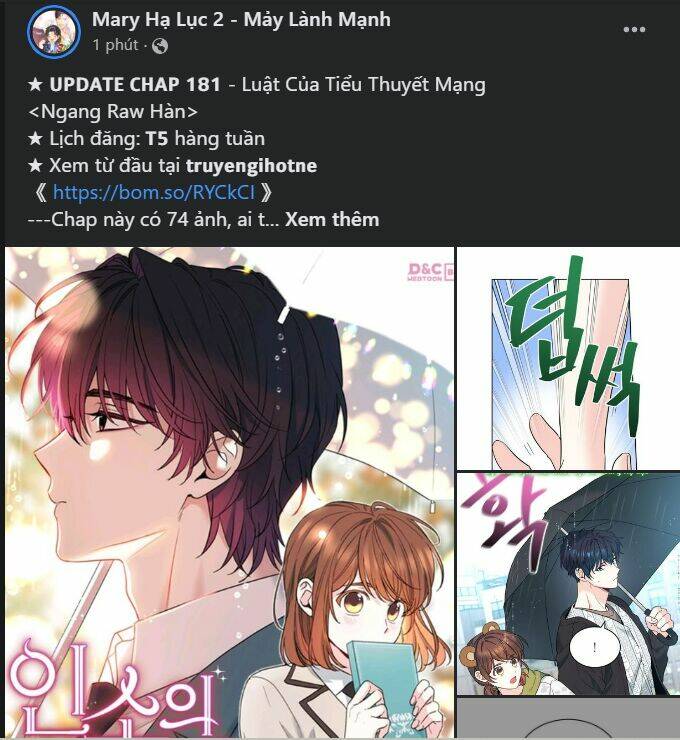 Mary Hạ Lục 2 - Mảy Lành Mạnh
1 phút ·
★ UPDATE CHAP 181 - Luật Của Tiểu Thuyết Mạng
<Ngang Raw Hàn>
★ Lịch đăng: T5 hàng tuần
★ Xem từ đầu tại truyengihotne
《 https://bom.so/RYCkCI 》
---Chap này có 74 ảnh, ai t... Xem thêm
D&C
WEBTOON B
덥썩
확
!
인소의